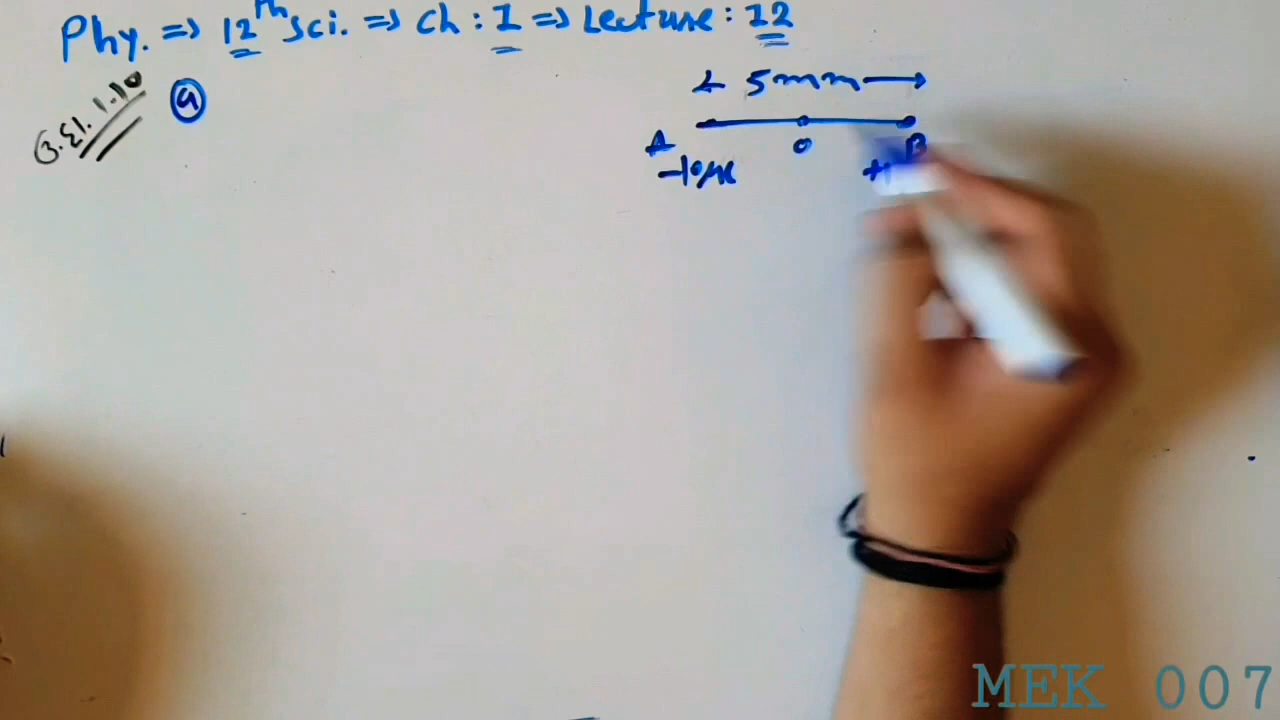 Phy. => 12th Sci. => Ch : 1 => Lecture : 12
1.10
a
5mm
A O B
-10μC
MEK 007